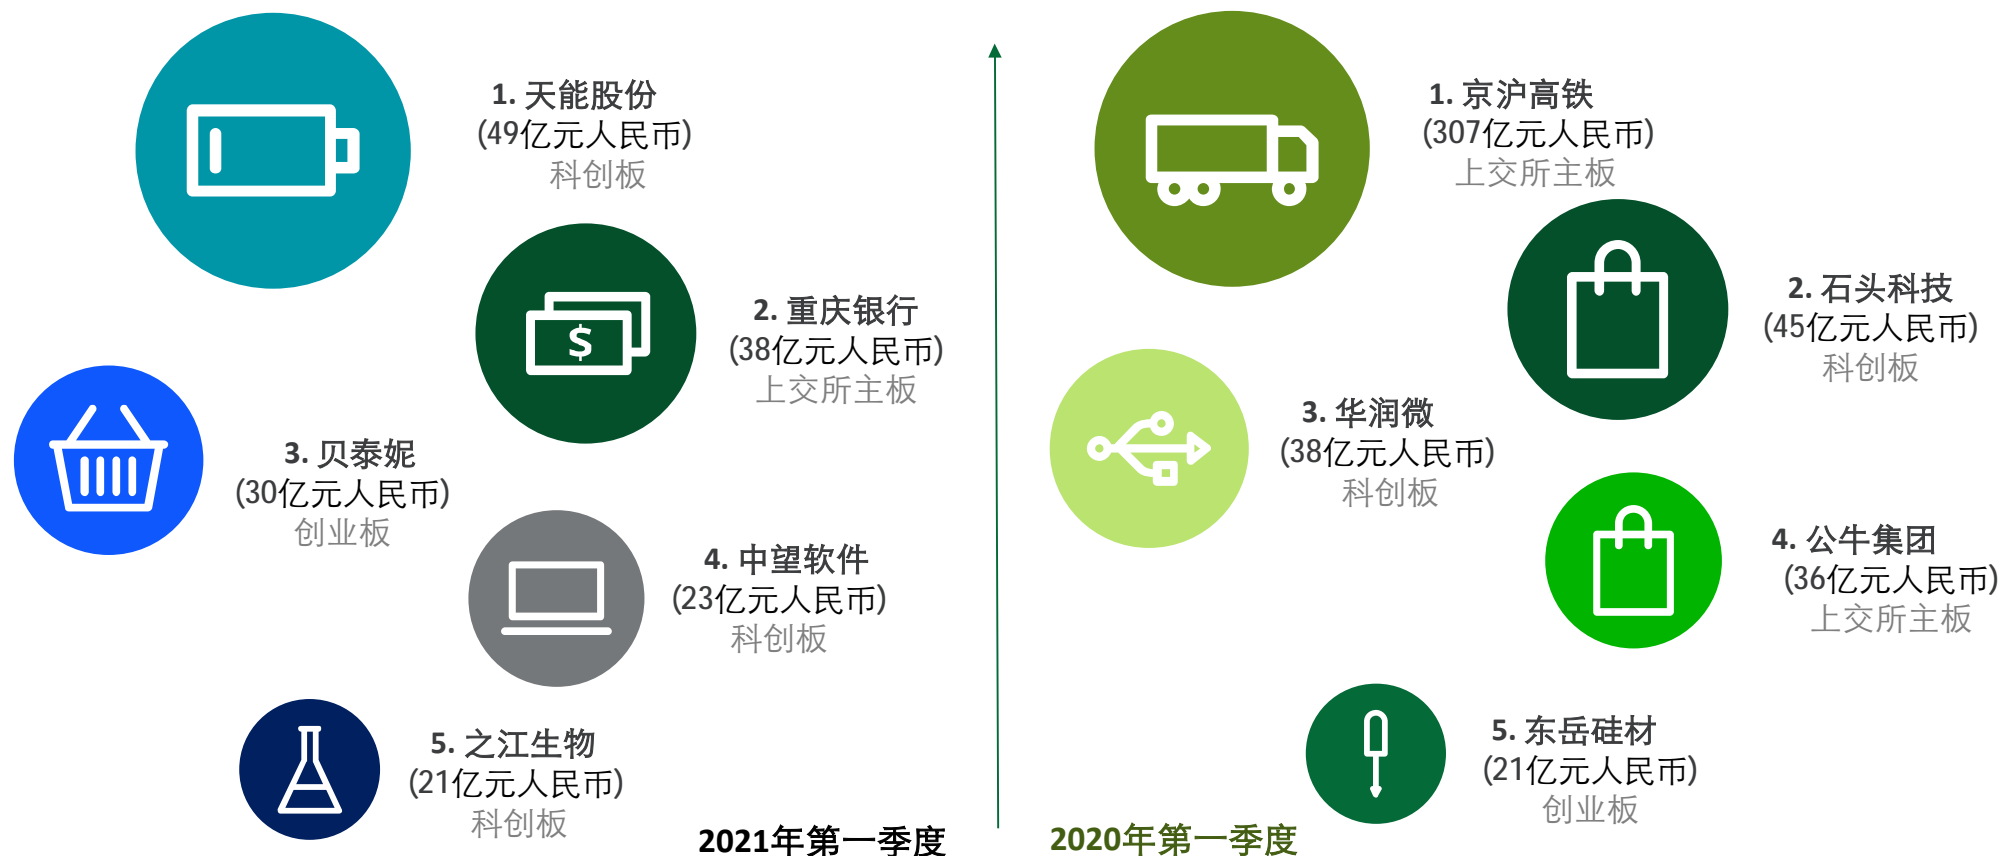 1. 天能股份
(49亿元人民币)
科创板
2. 重庆银行
(38亿元人民币)
上交所主板
$
3. 贝泰妮
(30亿元人民币)
创业板
4. 中望软件
(23亿元人民币)
科创板
5. 之江生物
(21亿元人民币)
科创板
2021年第一季度
1. 京沪高铁
(307亿元人民币)
上交所主板
2. 石头科技
(45亿元人民币)
科创板
3. 华润微
(38亿元人民币)
科创板
4. 公牛集团
(36亿元人民币)
上交所主板
5. 东岳硅材
(21亿元人民币)
创业板
2020年第一季度